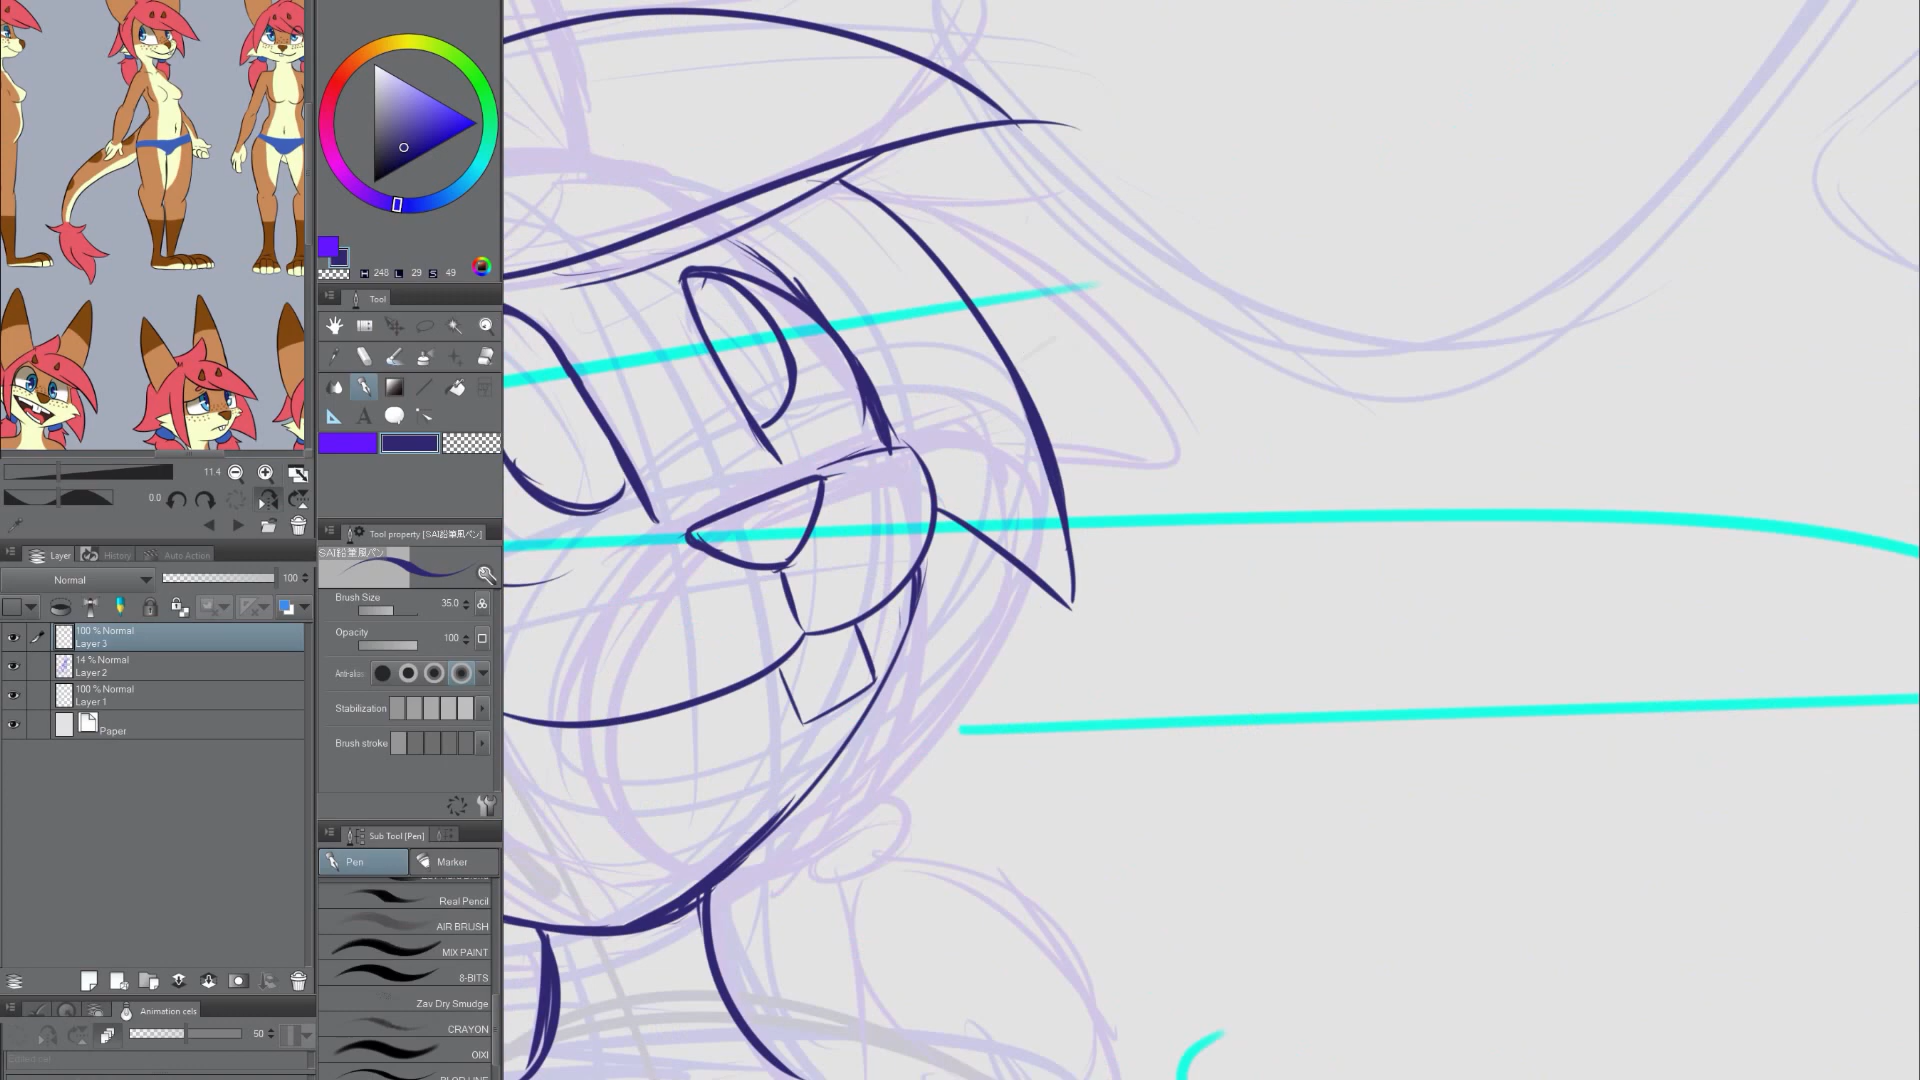 H 248 L 29 S 49
Tool
11.4
0.0
Tool property [SAI鉛筆風ペン]
SAI鉛筆風ペン
Layer
History
Auto Action
Normal
100
Brush Size
35.0
Opacity
100
100 % Normal
Layer 3
14 % Normal
Layer 2
100 % Normal
Layer 1
Paper
Stabilization
Brush stroke
Sub Tool [Pen]
Pen
Marker
Real Pencil
AIR BRUSH
MIX PAINT
8-BITS
Zav Dry Smudge
CRAYON
OIXI
Animation cels
50
Edited cel